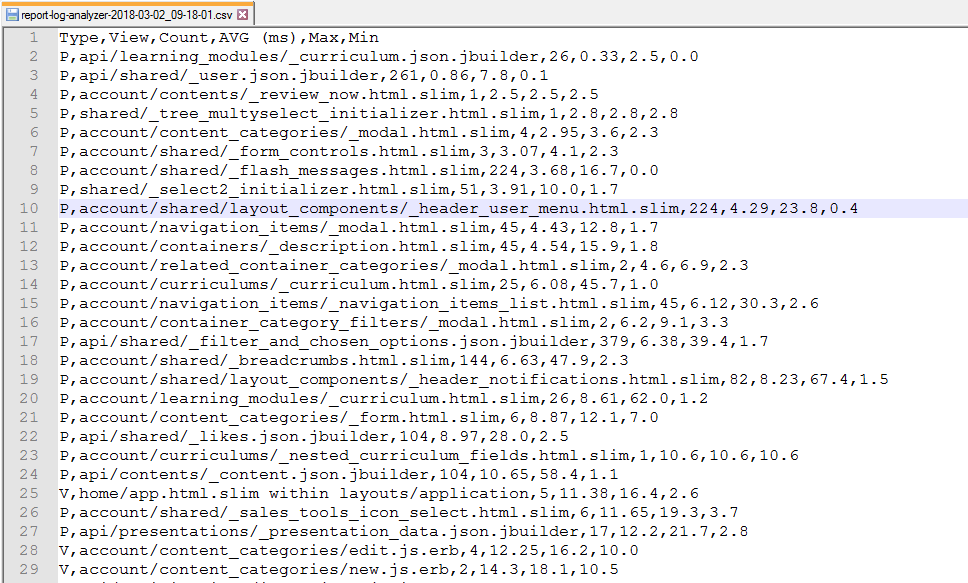 report-log-analyzer-2018-03-02_09-18-01.csv
1 Type,View,Count,AVG (ms),Max,Min
2 P,api/learning_modules/_curriculum.json.jbuilder,26,0.33,2.5,0.0
3 P,api/shared/_user.json.jbuilder,261,0.86,7.8,0.1
4 P,account/contents/_review_now.html.slim,1,2.5,2.5,2.5
5 P,shared/_tree_multyselect_initializer.html.slim,1,2.8,2.8,2.8
6 P,account/content_categories/_modal.html.slim,4,2.95,3.6,2.3
7 P,account/shared/_form_controls.html.slim,3,3.07,4.1,2.3
8 P,account/shared/_flash_messages.html.slim,224,3.68,16.7,0.0
9 P,shared/_select2_initializer.html.slim,51,3.91,10.0,1.7
10 P,account/shared/layout_components/_header_user_menu.html.slim,224,4.29,23.8,0.4
11 P,account/navigation_items/_modal.html.slim,45,4.43,12.8,1.7
12 P,account/containers/_description.html.slim,45,4.54,15.9,1.8
13 P,account/related_container_categories/_modal.html.slim,2,4.6,6.9,2.3
14 P,account/curriculums/_curriculum.html.slim,25,6.08,45.7,1.0
15 P,account/navigation_items/_navigation_items_list.html.slim,45,6.12,30.3,2.6
16 P,account/container_category_filters/_modal.html.slim,2,6.2,9.1,3.3
17 P,api/shared/_filter_and_chosen_options.json.jbuilder,379,6.38,39.4,1.7
18 P,account/shared/_breadcrumbs.html.slim,144,6.63,47.9,2.3
19 P,account/shared/layout_components/_header_notifications.html.slim,82,8.23,67.4,1.5
20 P,account/learning_modules/_curriculum.html.slim,26,8.61,62.0,1.2
21 P,account/content_categories/_form.html.slim,6,8.87,12.1,7.0
22 P,api/shared/_likes.json.jbuilder,104,8.97,28.0,2.5
23 P,account/curriculums/_nested_curriculum_fields.html.slim,1,10.6,10.6,10.6
24 P,api/contents/_content.json.jbuilder,104,10.65,58.4,1.1
25 V,home/app.html.slim within layouts/application,5,11.38,16.4,2.6
26 P,account/shared/_sales_tools_icon_select.html.slim,6,11.65,19.3,3.7
27 P,api/presentations/_presentation_data.json.jbuilder,17,12.2,21.7,2.8
28 V,account/content_categories/edit.js.erb,4,12.25,16.2,10.0
29 V,account/content_categories/new.js.erb,2,14.3,18.1,10.5